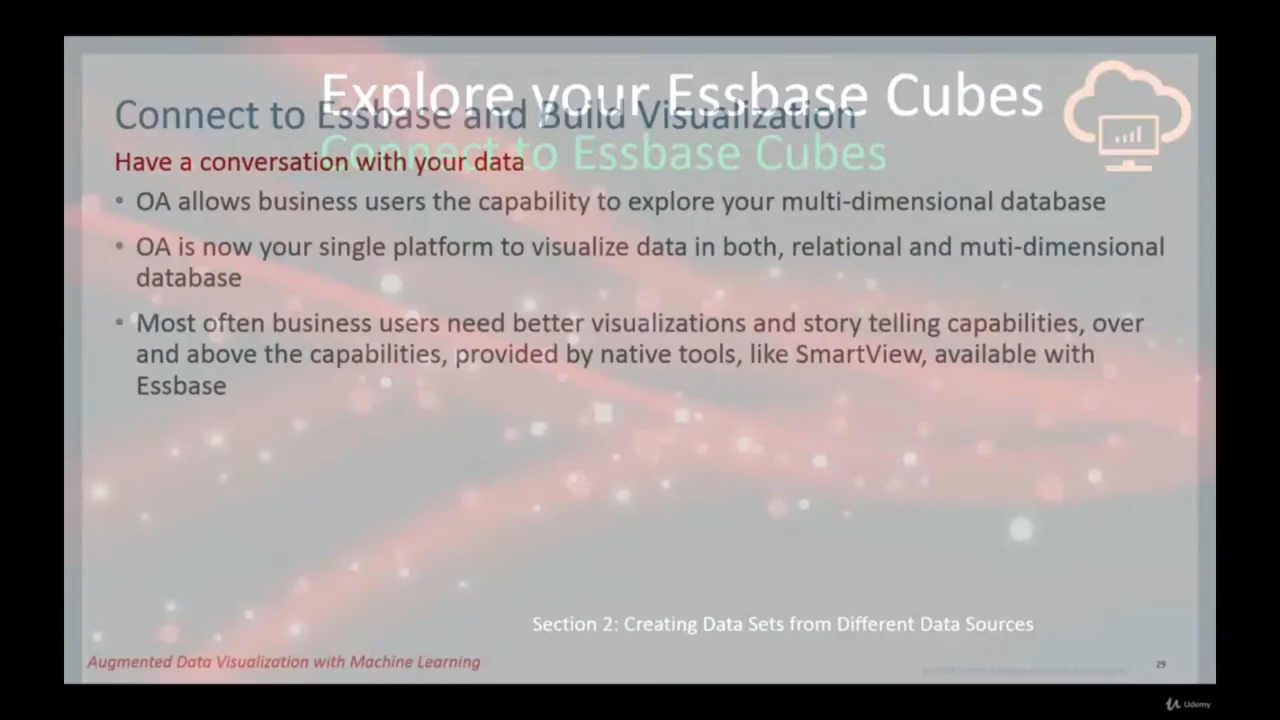 Explore your Essbase Cubes
Connect to Essbase and Build Visualization
Connect to Essbase Cubes
Have a conversation with your data
• OA allows business users the capability to explore your multi-dimensional database
• OA is now your single platform to visualize data in both, relational and muti-dimensional
database
• Most often business users need better visualizations and story telling capabilities, over
and above the capabilities, provided by native tools, like SmartView, available with
Essbase
Section 2: Creating Data Sets from Different Data Sources
Augmented Data Visualization with Machine Learning
29
Udemy